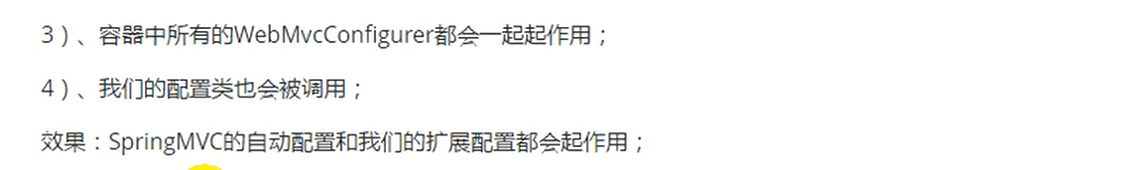 3）、容器中所有的WebMvcConfigurer都会一起起作用；
4）、我们的配置类也会被调用；
效果：SpringMVC的自动配置和我们的扩展配置都会起作用；